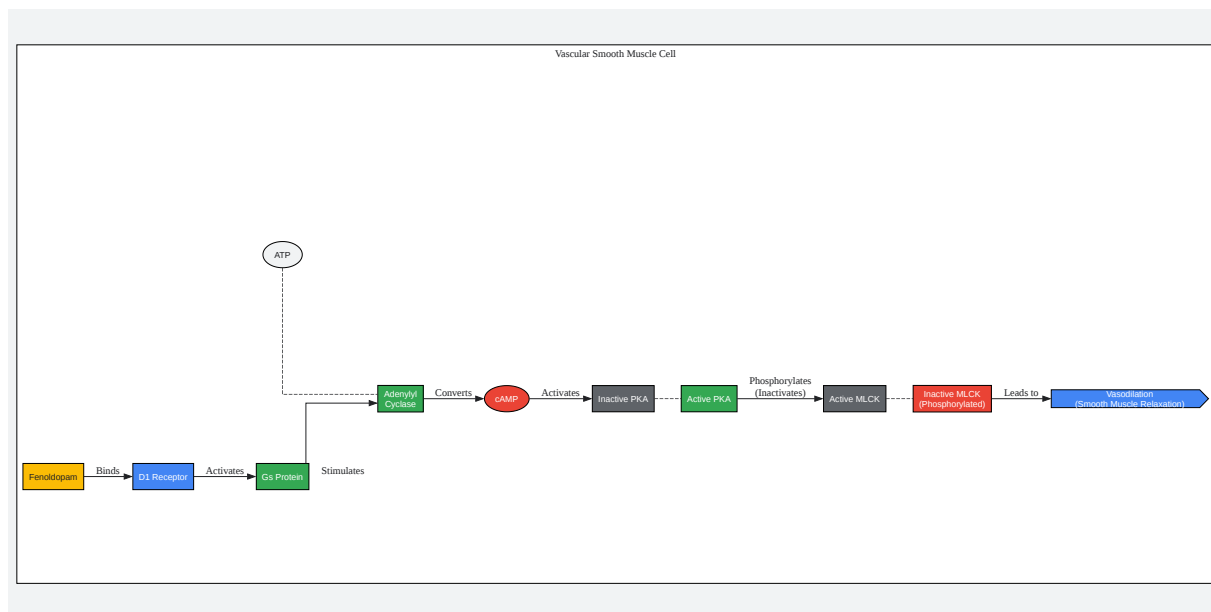 Vascular Smooth Muscle Cell
ATP
Adenylyl
Cyclase
Converts
cAMP
Activates
Inactive PKA
Active PKA
Phosphorylates
(Inactivates)
Active MLCK
Inactive MLCK
(Phosphorylated)
Leads to
Vasodilation
(Smooth Muscle Relaxation)
Fenoldopam
Binds
D1 Receptor
Activates
Gs Protein
Stimulates